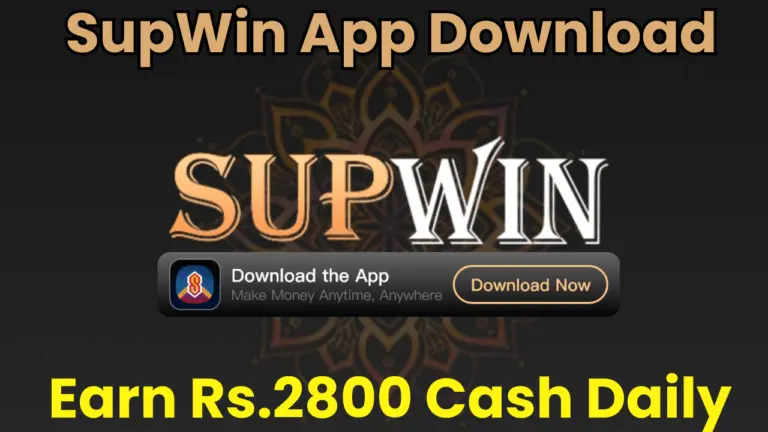 SupWin App Download
SUPWIN
Download the App
Make Money Anytime, Anywhere
Download Now
Earn Rs.2800 Cash Daily